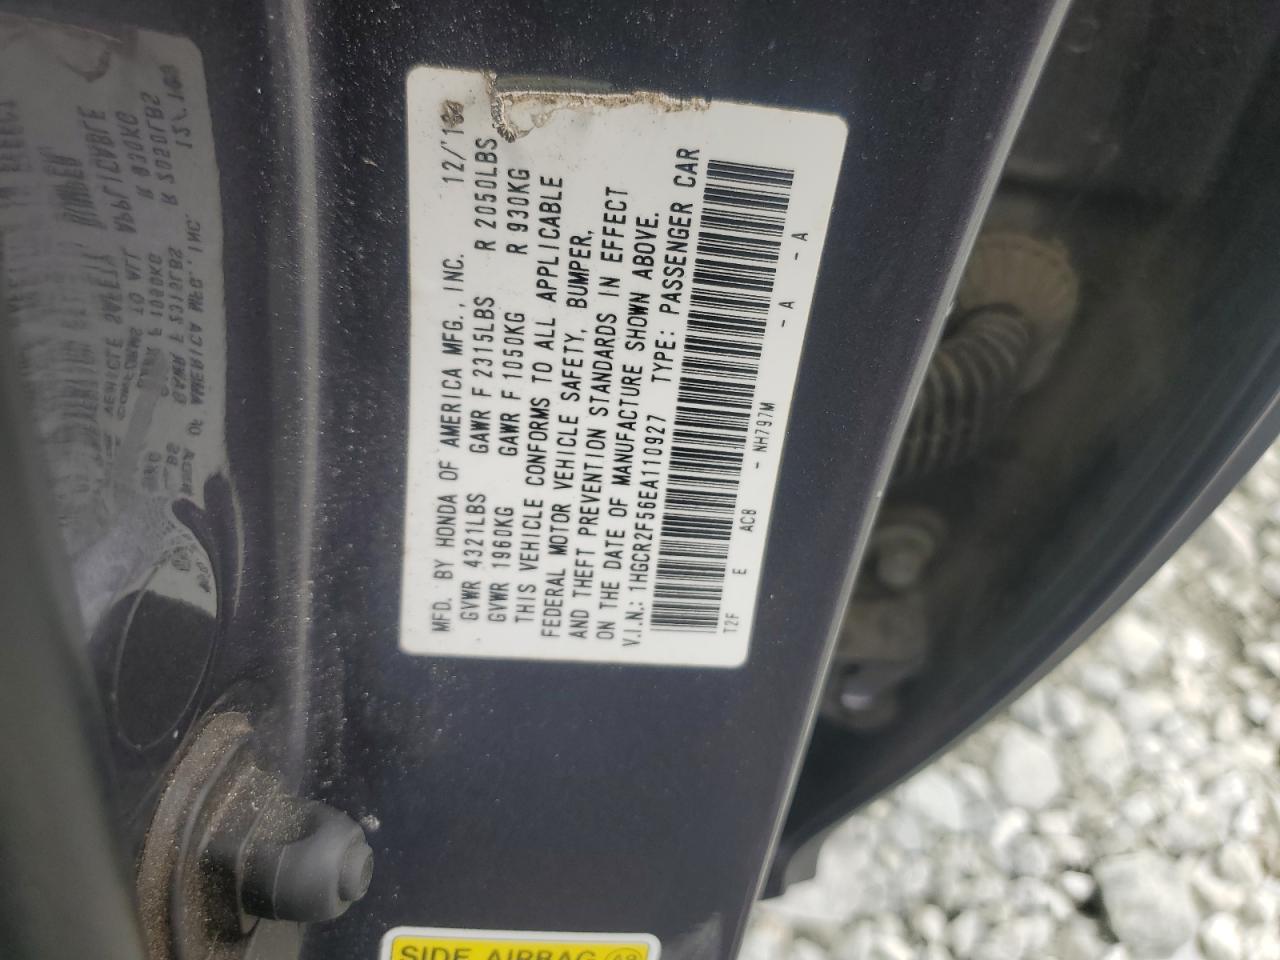 MFD. BY HONDA OF AMERICA MFG., INC. 12/'13
GVWR 4321LBS GAWR F 2315LBS R 2050LBS
GVWR 1960KG GAWR F 1050KG R 930KG
THIS VEHICLE CONFORMS TO ALL APPLICABLE
FEDERAL MOTOR VEHICLE SAFETY, BUMPER,
AND THEFT PREVENTION STANDARDS IN EFFECT
ON THE DATE OF MANUFACTURE SHOWN ABOVE.
V.I.N.: 1HGCR2F56EA110927 TYPE: PASSENGER CAR
T2F E AC8 - NH797M - A - A
SIDE AIRBAG